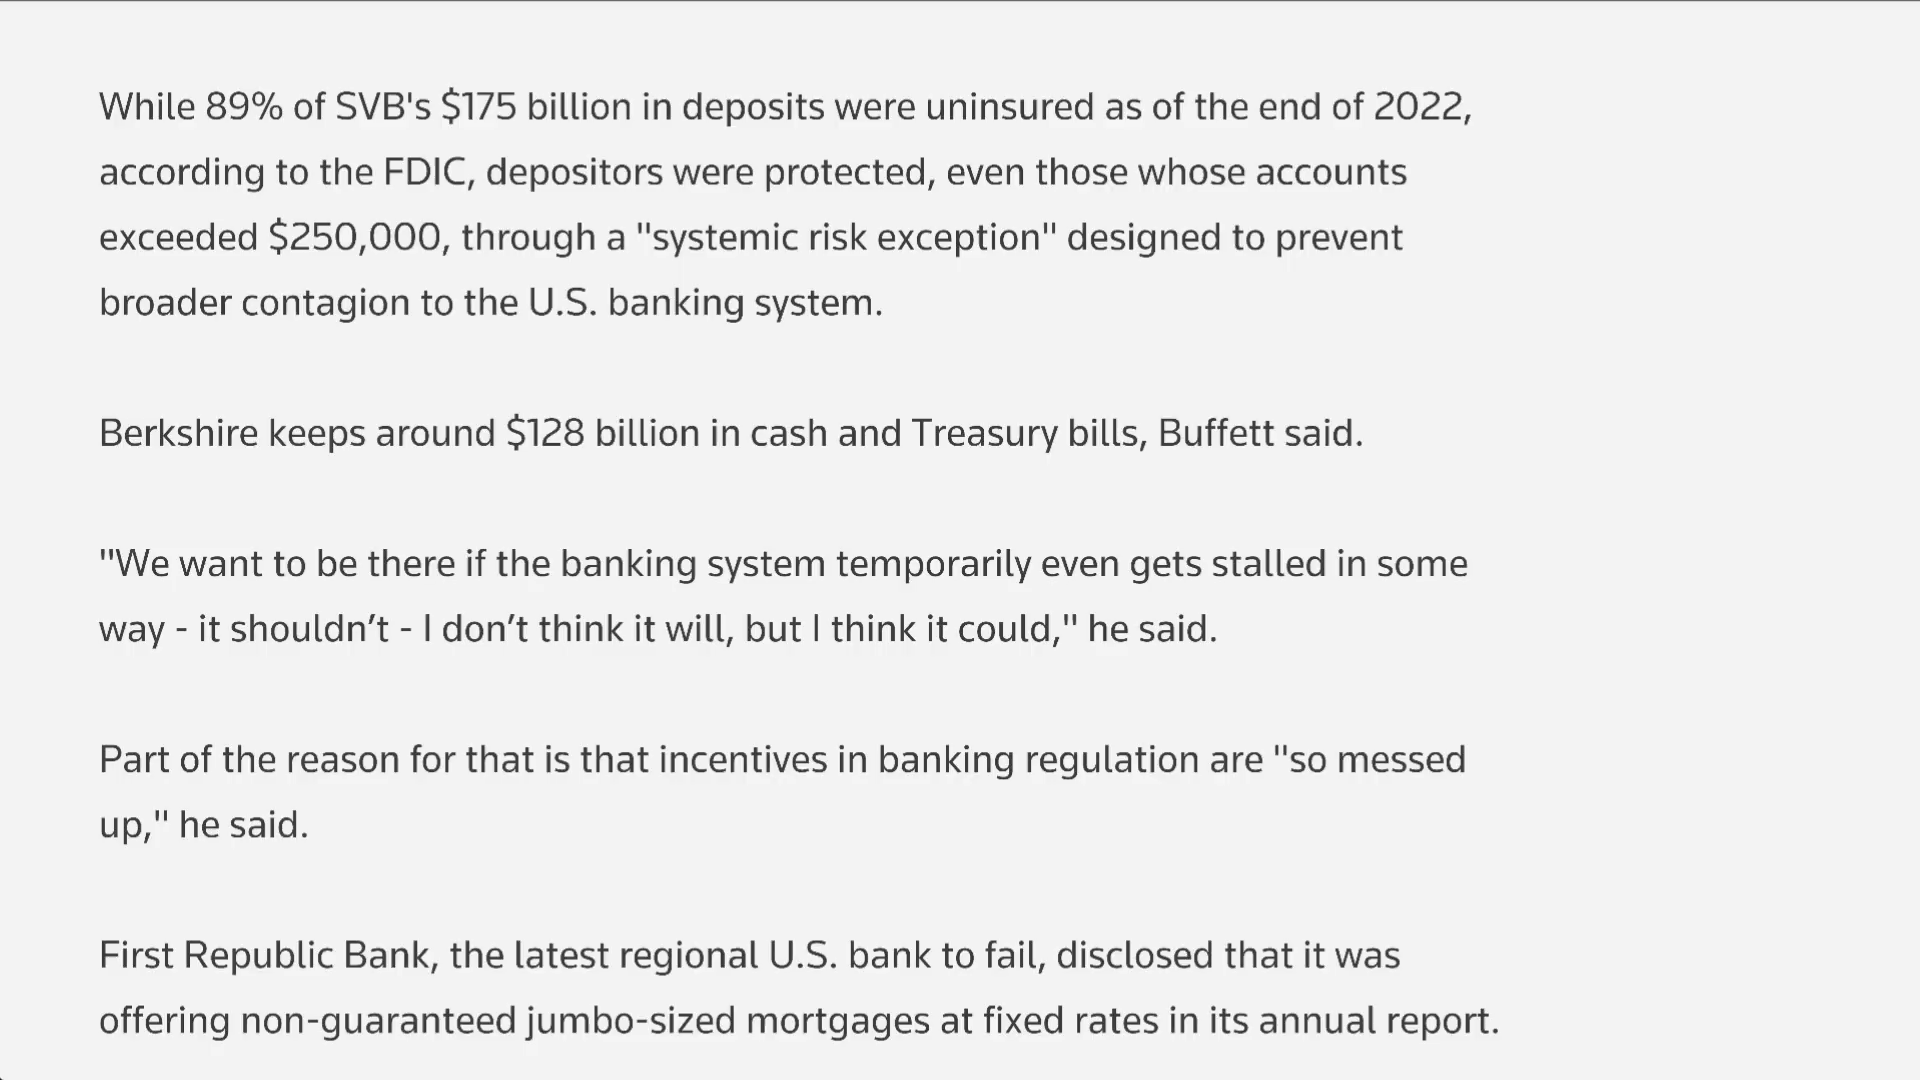 While 89% of SVB's $175 billion in deposits were uninsured as of the end of 2022,
according to the FDIC, depositors were protected, even those whose accounts
exceeded $250,000, through a "systemic risk exception" designed to prevent
broader contagion to the U.S. banking system.
Berkshire keeps around $128 billion in cash and Treasury bills, Buffett said.
"We want to be there if the banking system temporarily even gets stalled in some
way - it shouldn’t - I don’t think it will, but I think it could," he said.
Part of the reason for that is that incentives in banking regulation are "so messed
up," he said.
First Republic Bank, the latest regional U.S. bank to fail, disclosed that it was
offering non-guaranteed jumbo-sized mortgages at fixed rates in its annual report.